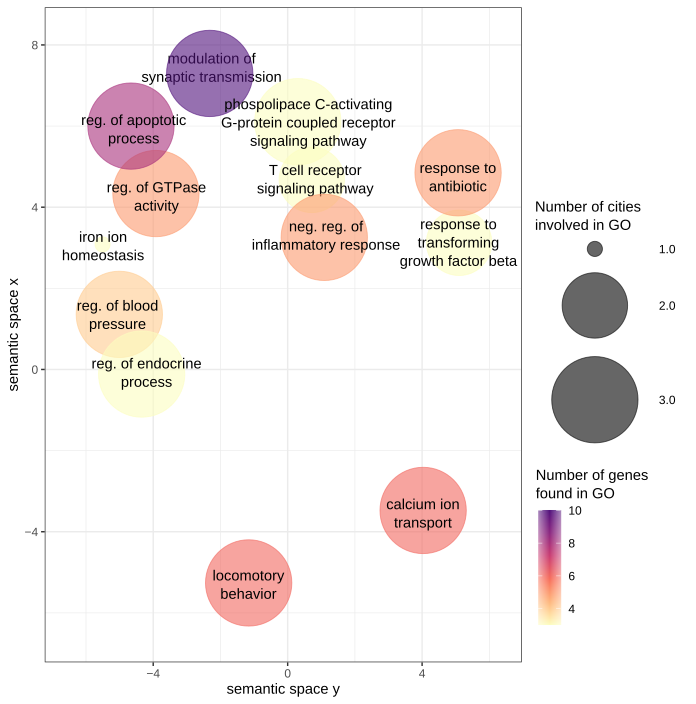 modulation of
synaptic transmission
phospolipace C-activating
G-protein coupled receptor
signaling pathway
reg. of apoptotic
process
T cell receptor
signaling pathway
response to
antibiotic
reg. of GTPase
activity
neg. reg. of
inflammatory response
response to
transforming
growth factor beta
iron ion
homeostasis
reg. of blood
pressure
reg. of endocrine
process
calcium ion
transport
locomotory
behavior
8
4
0
−4
−4
0
4
semantic space x
semantic space y
Number of cities
involved in GO
1.0
2.0
3.0
Number of genes
found in GO
10
8
6
4